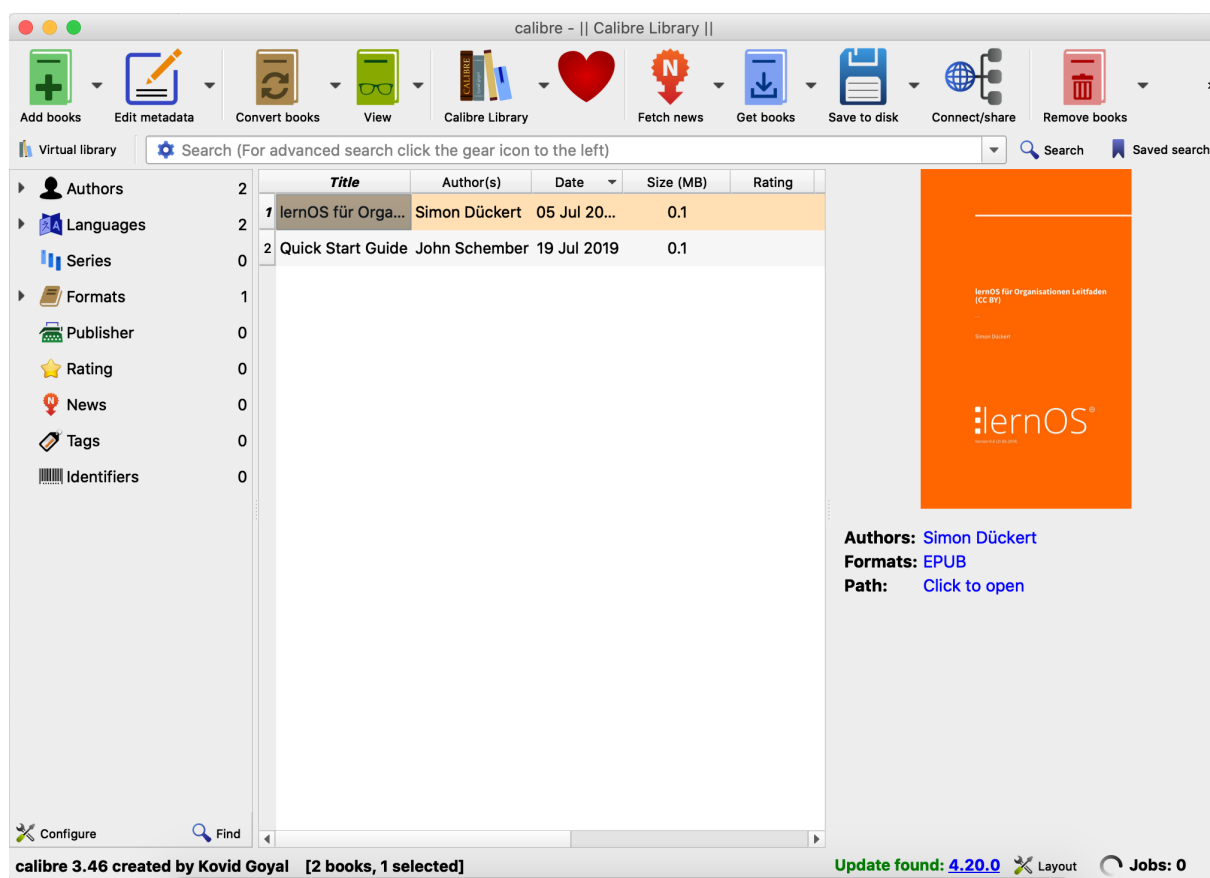 calibre - || Calibre Library ||
Add books Edit metadata Convert books View Calibre Library Fetch news Get books Save to disk Connect/share Remove books
Virtual library Search (For advanced search click the gear icon to the left) Search Saved search
Authors 2
Languages 2
Series 0
Formats 1
Publisher 0
Rating 0
News 0
Tags 0
Identifiers 0
Title Author(s) Date Size (MB) Rating
1 lernOS für Orga... Simon Dückert 05 Jul 20... 0.1
2 Quick Start Guide John Schember 19 Jul 2019 0.1
lernOS für Organisationen Leitfaden
(CC BY)
Simon Dückert
lernOS®
Authors: Simon Dückert
Formats: EPUB
Path: Click to open
Configure Find
calibre 3.46 created by Kovid Goyal [2 books, 1 selected] Update found: 4.20.0 Layout Jobs: 0